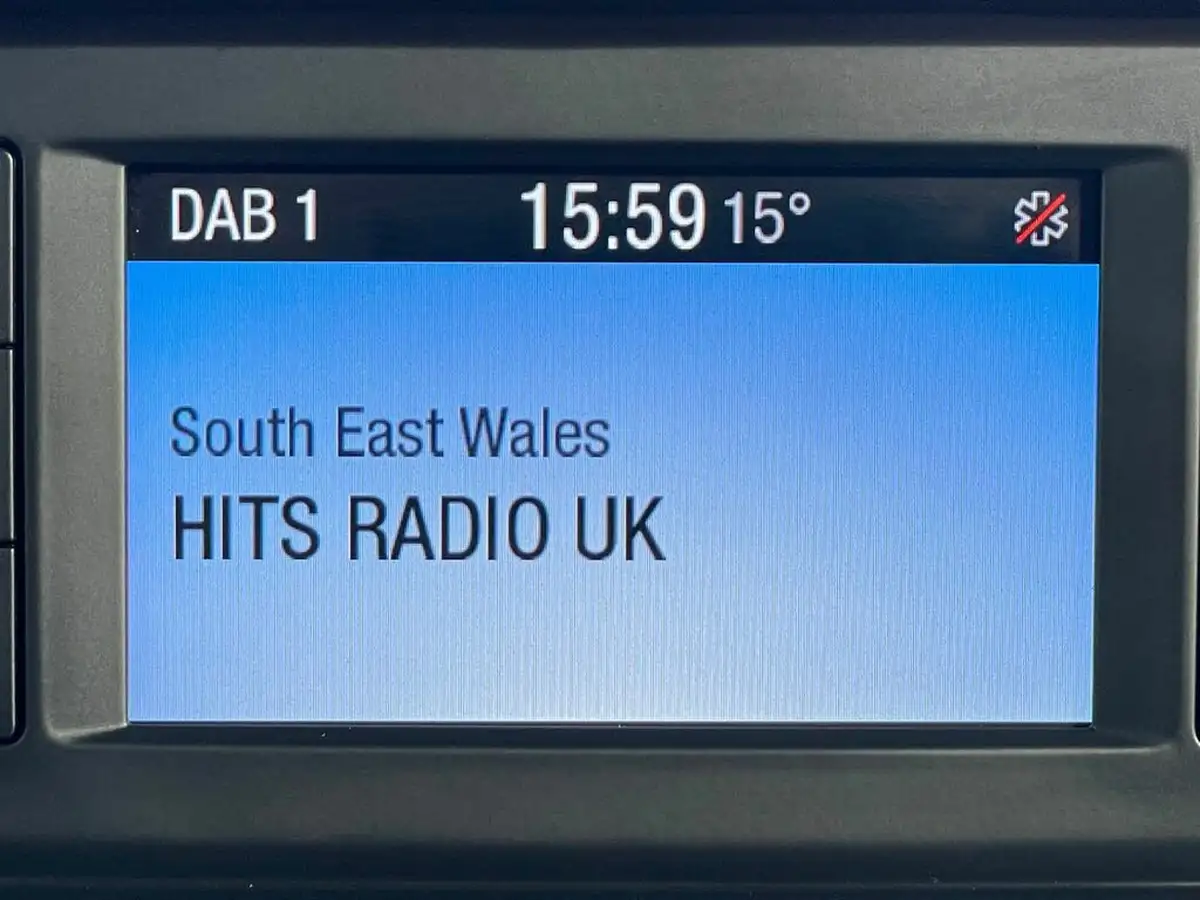 DAB 1 15:59 15°
South East Wales
HITS RADIO UK